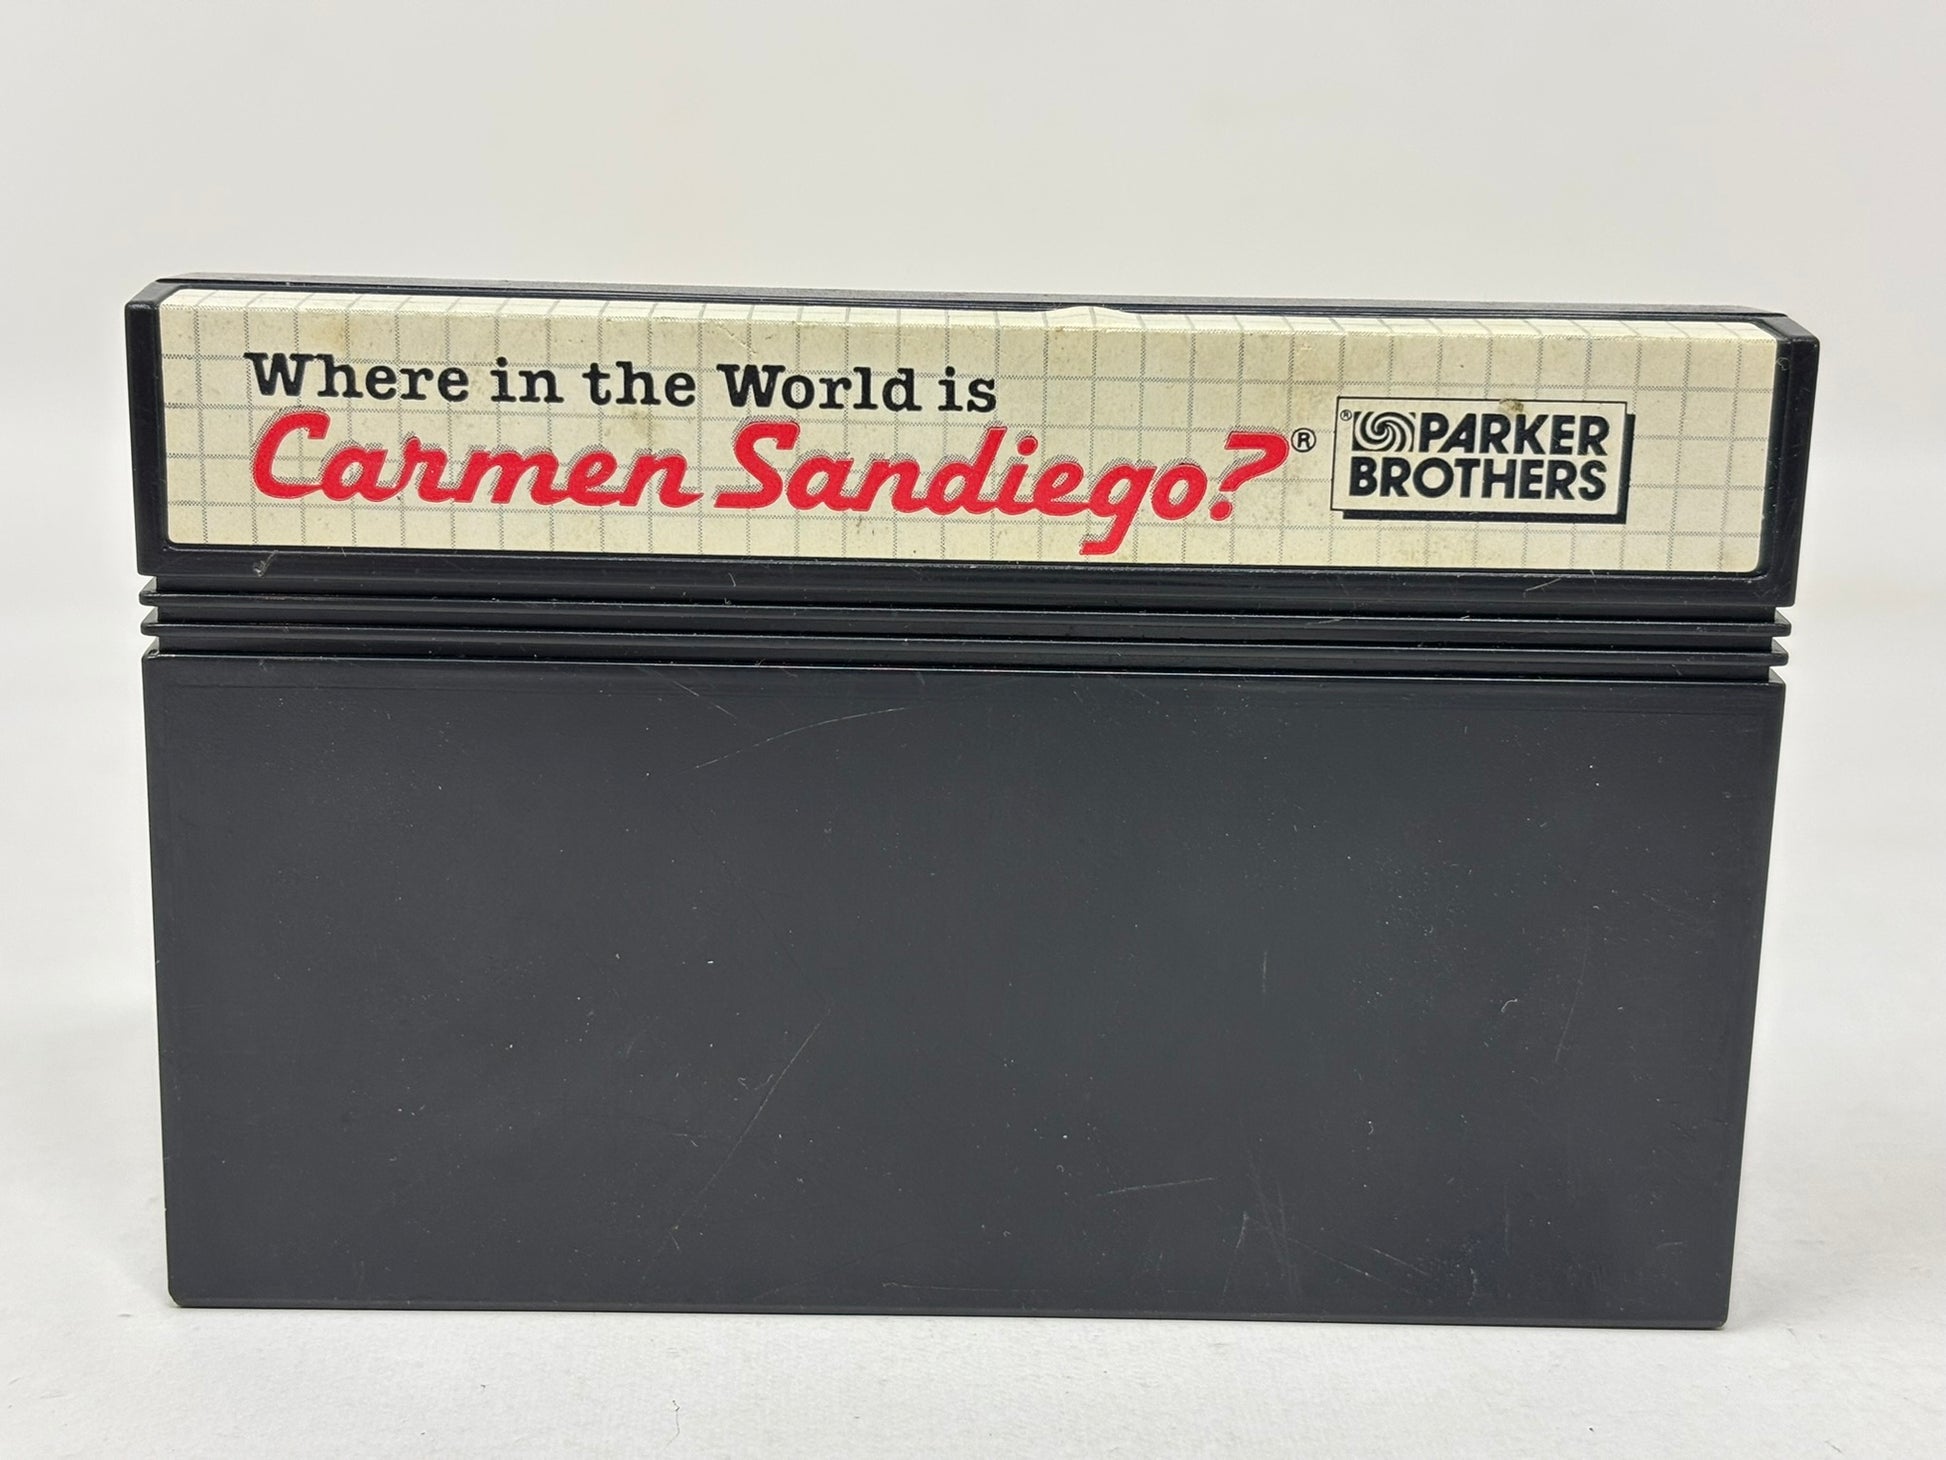 Where in the World is
Carmen Sandiego?®
® PARKER
BROTHERS